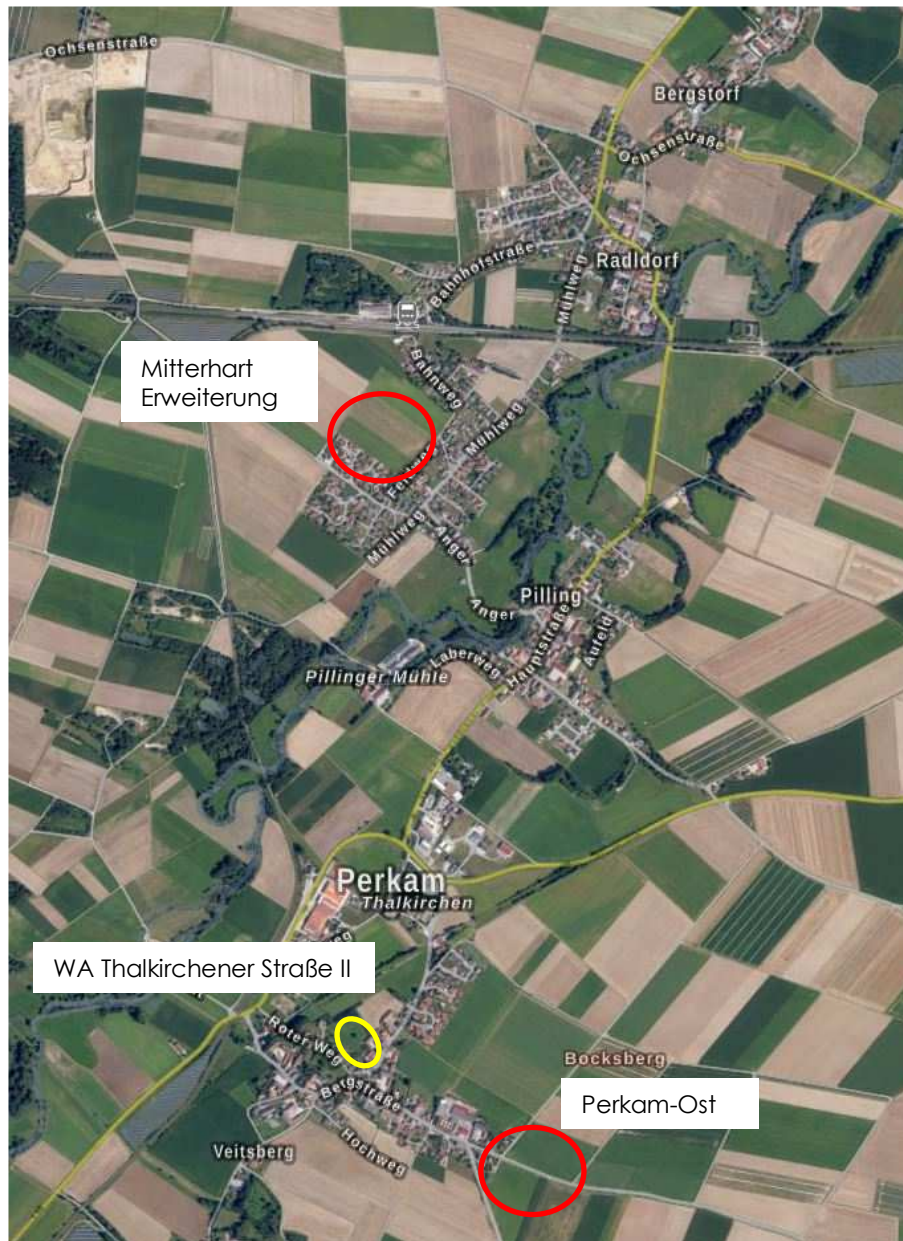 Ochsenstraße
Bergstorf
Ochsenstraße
Radldorf
Bahnhofstraße
Mühlweg
Mitterhart
Erweiterung
Bahnweg
Mühlweg
Mühlweg
Anger
Anger
Pilling
Hauptstraße
Aufeld
Laberweg
Pillinger Mühle
Perkam
Thalkirchen
WA Thalkirchener Straße II
Roter Weg
Bergstraße
Bocksberg
Perkam-Ost
Hochweg
Veitsberg